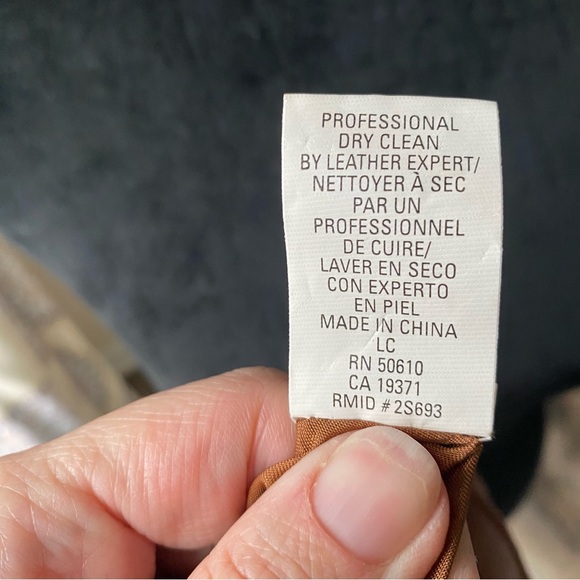 PROFESSIONAL
DRY CLEAN
BY LEATHER EXPERT/
NETTOYER À SEC
PAR UN
PROFESSIONNEL
DE CUIRE/
LAVER EN SECO
CON EXPERTO
EN PIEL
MADE IN CHINA
LC
RN 50610
CA 19371
RMID # 2S693